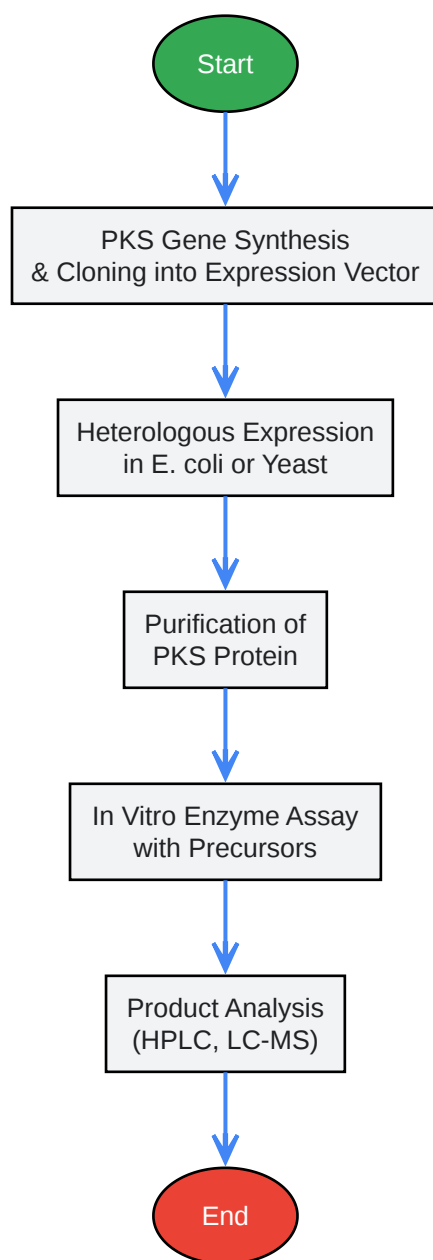 Start
PKS Gene Synthesis
& Cloning into Expression Vector
Heterologous Expression
in E. coli or Yeast
Purification of
PKS Protein
In Vitro Enzyme Assay
with Precursors
Product Analysis
(HPLC, LC-MS)
End